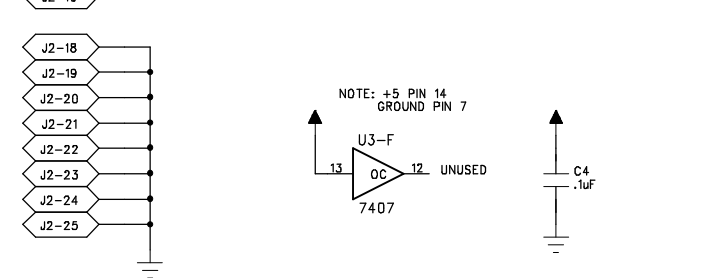 J2-18
J2-19
J2-20
J2-21
J2-22
J2-23
J2-24
J2-25
NOTE: +5 PIN 14
GROUND PIN 7
U3-F
13
OC
12
UNUSED
7407
C4
.1uF